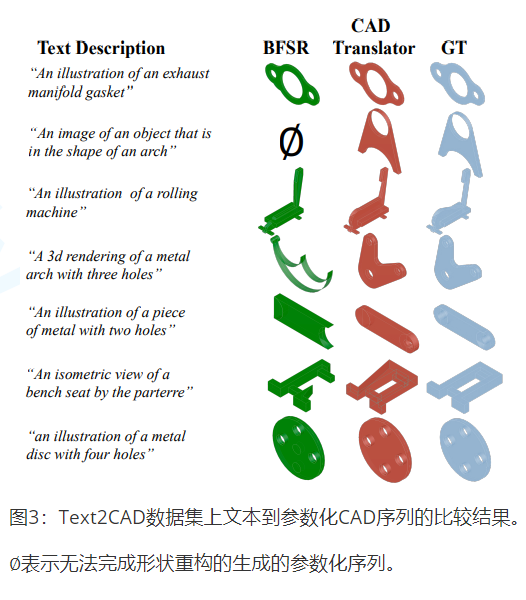 Text Description BFSR CAD Translator GT
“An illustration of an exhaust
manifold gasket”
“An image of an object that is
in the shape of an arch”
Ø
“An illustration of a rolling
machine”
“A 3d rendering of a metal
arch with three holes”
“An illustration of a piece
of metal with two holes”
“An isometric view of a
bench seat by the parterre”
“an illustration of a metal
disc with four holes”
图3：Text2CAD数据集上文本到参数化CAD序列的比较结果。
Ø表示无法完成形状重构的生成的参数化序列。